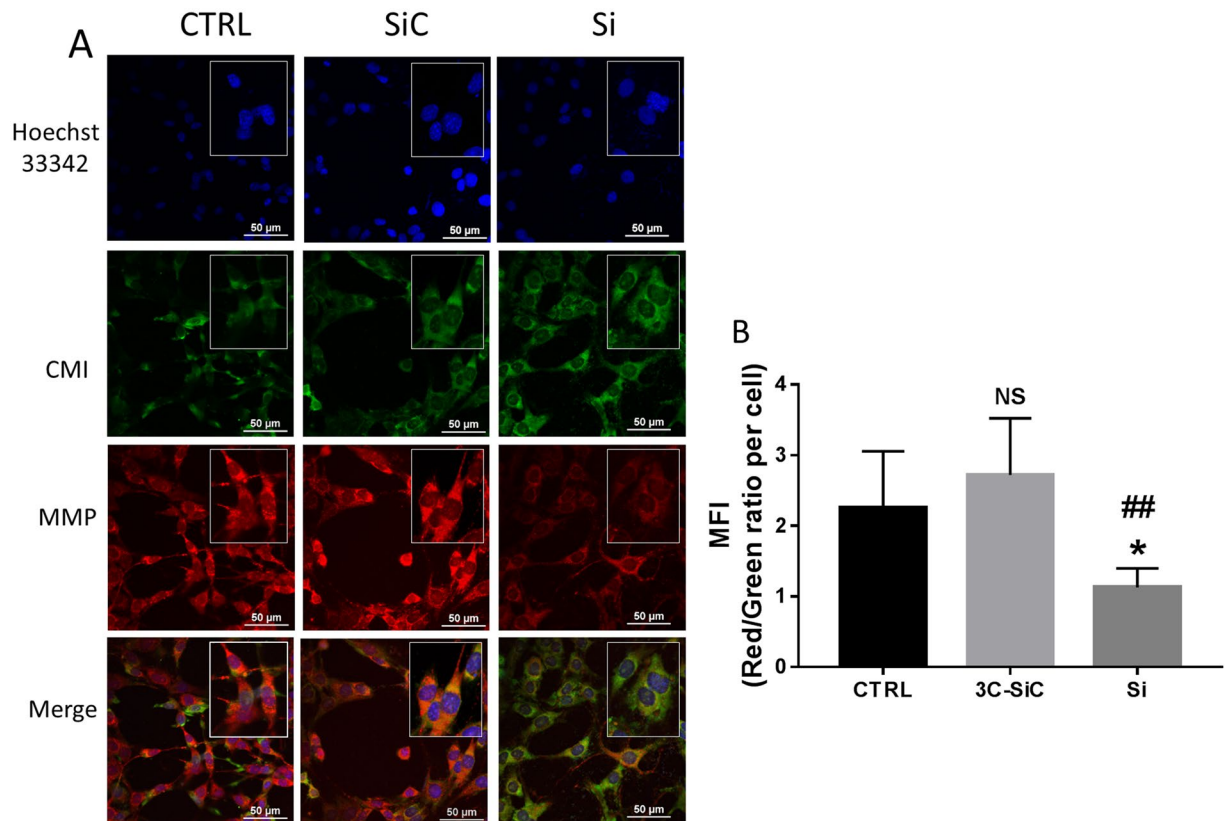 A
CTRL SiC Si
Hoechst
33342
50 µm 50 µm 50 µm
CMI
50 µm 50 µm 50 µm
MMP
50 µm 50 µm 50 µm
Merge
50 µm 50 µm 50 µm
B
MFI
(Red/Green ratio per cell)
4
3
2
1
0
NS
##
*
CTRL 3C-SiC Si